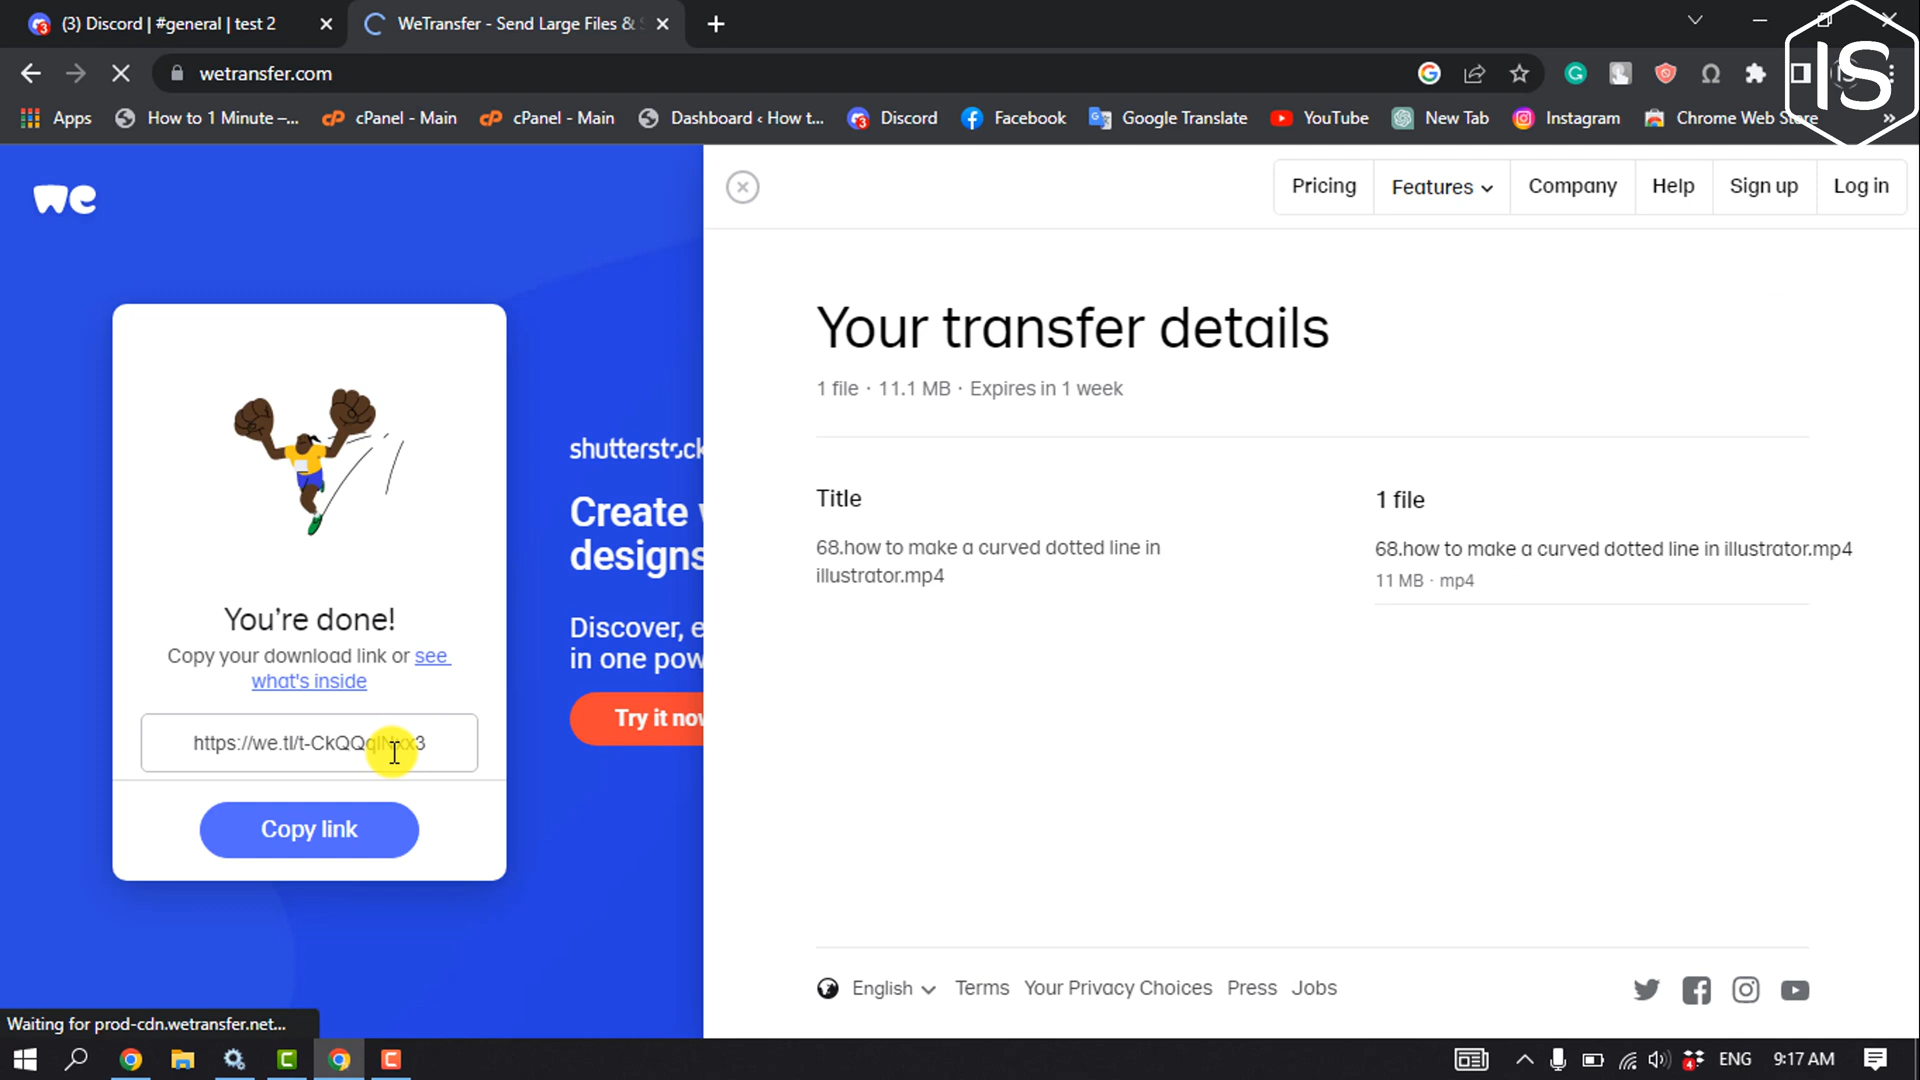 (3) Discord | #general | test 2
WeTransfer - Send Large Files &
IS
wetransfer.com
Apps
How to 1 Minute –...
cPanel - Main
cPanel - Main
Dashboard ‹ How t...
Discord
Facebook
Google Translate
YouTube
New Tab
Instagram
Chrome Web Store
»
we
Pricing
Features
Company
Help
Sign up
Log in
Your transfer details
1 file · 11.1 MB · Expires in 1 week
shutterstock
Create
designs
Discover, e
in one pow
Try it now
Title
68.how to make a curved dotted line in
illustrator.mp4
1 file
68.how to make a curved dotted line in illustrator.mp4
11 MB · mp4
You're done!
Copy your download link or see
what's inside
Copy link
English
Terms
Your Privacy Choices
Press
Jobs
Waiting for prod-cdn.wetransfer.net...
4
ENG
9:17 AM